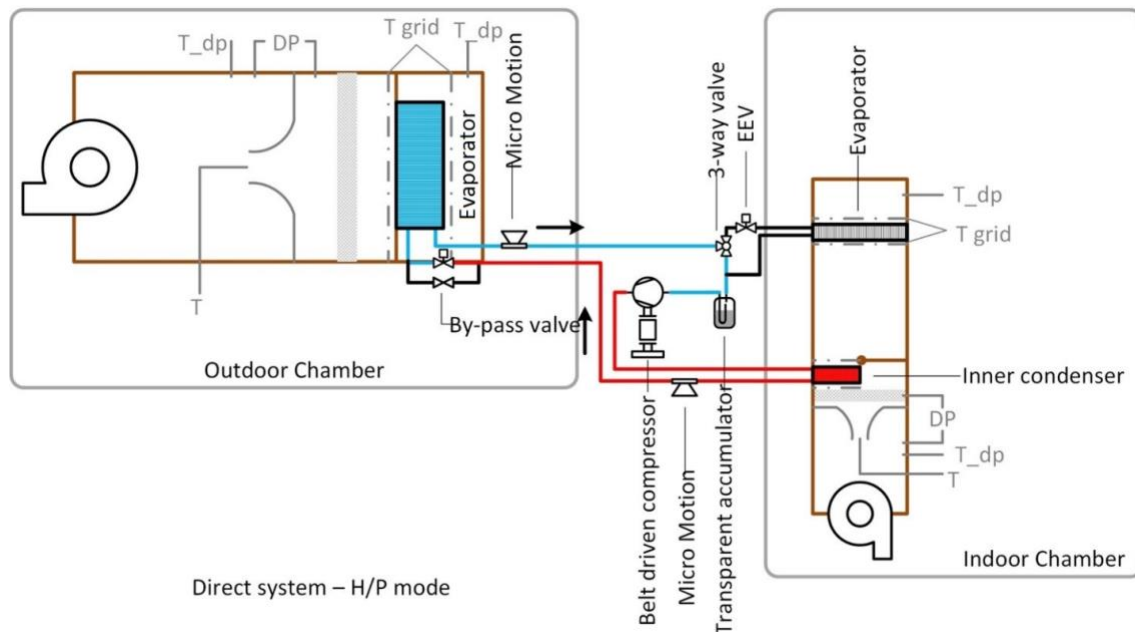 T grid
T_dp
DP
T_dp
Evaporator
Micro Motion
3-way valve
EEV
Evaporator
T_dp
T grid
T
By-pass valve
Outdoor Chamber
Inner condenser
DP
T_dp
T
Belt driven compressor
Micro Motion
Transparent accumulator
Indoor Chamber
Direct system – H/P mode